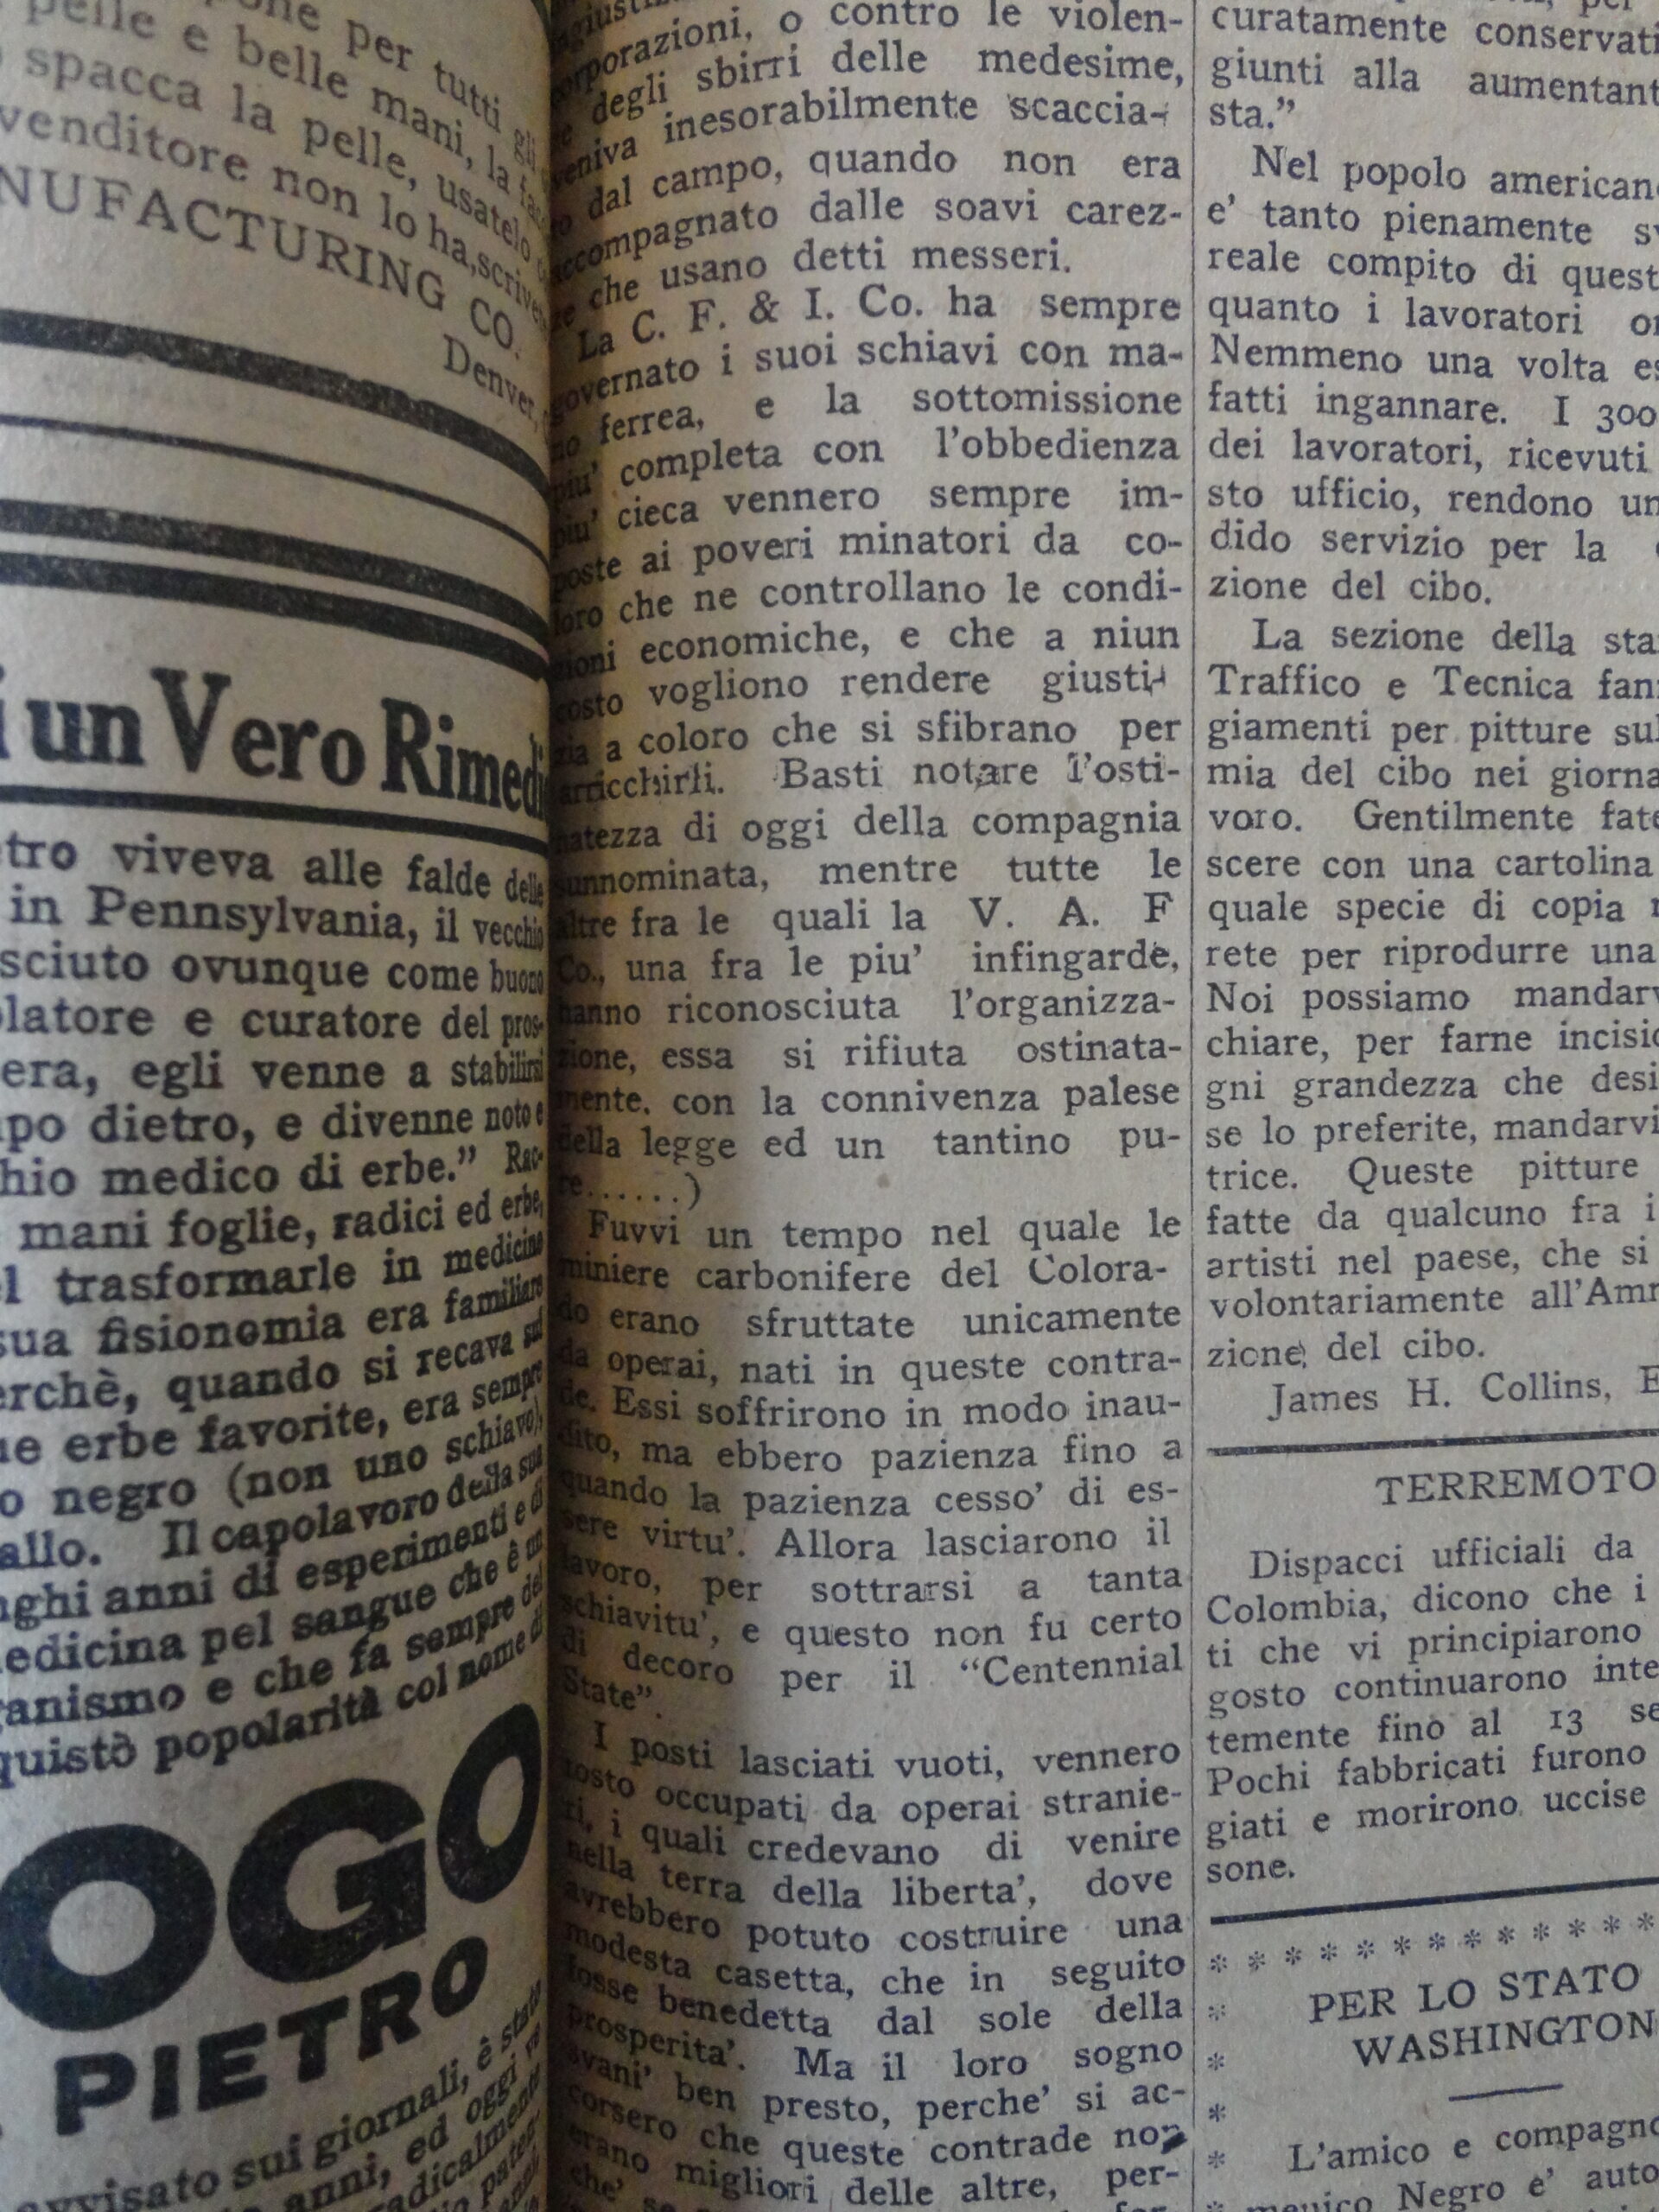 per tutti gli
pelle e belle mani, la
spacca la pelle, usatelo
venditore non lo ha, scrivete
NUFACTURING CO.
Denver,
un Vero Rimedi
tro viveva alle falde delle
in Pennsylvania, il vecchio
sciuto ovunque come buono
latore e curatore del pros-
era, egli venne a stabilirsi
po dietro, e divenne noto e
hio medico di erbe.” Rac-
mani foglie, radici ed erbe,
l trasformarle in medicina
sua fisionomia era familiare
erchè, quando si recava sul
ue erbe favorite, era sempre
o negro (non uno schiavo),
allo. Il capolavoro della sua
nghi anni di esperimenti e di
edicina pel sangue che è un
anismo e che fa sempre del
quistò popolarità col nome di
OGO
PIETRO
avvisato sui giornali, è stato
anni, ed oggi
radicalmente
corporazioni, o contro le violen-
ze degli sbirri delle medesime,
veniva inesorabilmente scaccia-
to dal campo, quando non era
accompagnato dalle soavi carez-
ze che usano detti messeri.
La C. F. & I. Co. ha sempre
governato i suoi schiavi con ma-
no ferrea, e la sottomissione
piu' completa con l'obbedienza
piu' cieca vennero sempre im-
poste ai poveri minatori da co-
loro che ne controllano le condi-
zioni economiche, e che a niun
costo vogliono rendere giusti-
zia a coloro che si sfibrano per
arricchirli. Basti notare l'osti-
natezza di oggi della compagnia
sunnominata, mentre tutte le
altre fra le quali la V. A. F
Co., una fra le piu' infingarde,
hanno riconosciuta l'organizza-
zione, essa si rifiuta ostinata-
mente, con la connivenza palese
della legge ed un tantino pu-
re......)
Fuvvi un tempo nel quale le
miniere carbonifere del Colora-
do erano sfruttate unicamente
da operai, nati in queste contra-
de. Essi soffrirono in modo inau-
dito, ma ebbero pazienza fino a
quando la pazienza cesso' di es-
sere virtu'. Allora lasciarono il
lavoro, per sottrarsi a tanta
schiavitu', e questo non fu certo
di decoro per il “Centennial
State”.
I posti lasciati vuoti, vennero
tosto occupati da operai stranie-
ri, i quali credevano di venire
nella terra della liberta', dove
avrebbero potuto costruire una
modesta casetta, che in seguito
fosse benedetta dal sole della
prosperita'. Ma il loro sogno
svani' ben presto, perche' si ac-
corsero che queste contrade non
erano migliori delle altre, per-
che'
curatamente conservati
giunti alla aumentant
sta.”
Nel popolo american
e' tanto pienamente sv
reale compito di quest
quanto i lavoratori or
Nemmeno una volta es
fatti ingannare. I 300
dei lavoratori, ricevuti
sto ufficio, rendono un
dido servizio per la
zione del cibo.
La sezione della sta
Traffico e Tecnica fan
giamenti per pitture sul
mia del cibo nei giorna
voro. Gentilmente fate
scere con una cartolina
quale specie di copia
rete per riprodurre una
Noi possiamo mandarv
chiare, per farne incisio
gni grandezza che desi
se lo preferite, mandarvi
trice. Queste pitture
fatte da qualcuno fra i
artisti nel paese, che si
volontariamente all'Amm
zione del cibo.
James H. Collins, E
TERREMOTO
Dispacci ufficiali da
Colombia, dicono che i
ti che vi principiarono
gosto continuarono inte
temente fino al 13 se
Pochi fabbricati furono
giati e morirono uccise
sone.
* * * * * * * * * * * * *
* PER LO STATO
* WASHINGTON
*
* L'amico e compagno
* menico Negro e' auto